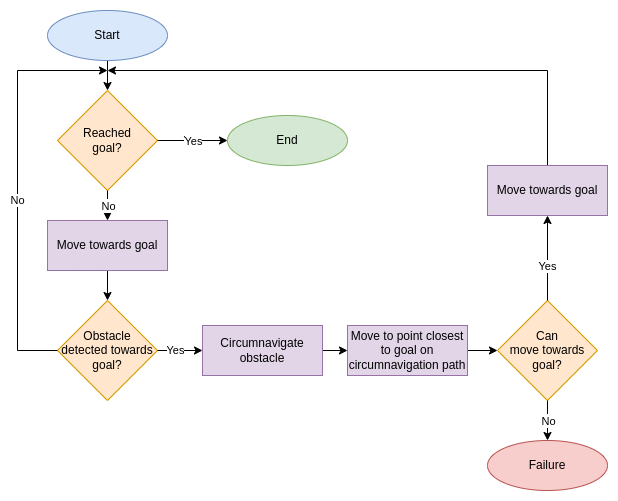 Start
Reached
goal?
Yes
End
No
No
Move towards goal
Move towards goal
Yes
Obstacle
detected towards
goal?
Yes
Circumnavigate
obstacle
Move to point closest
to goal on
circumnavigation path
Can
move towards
goal?
No
Failure